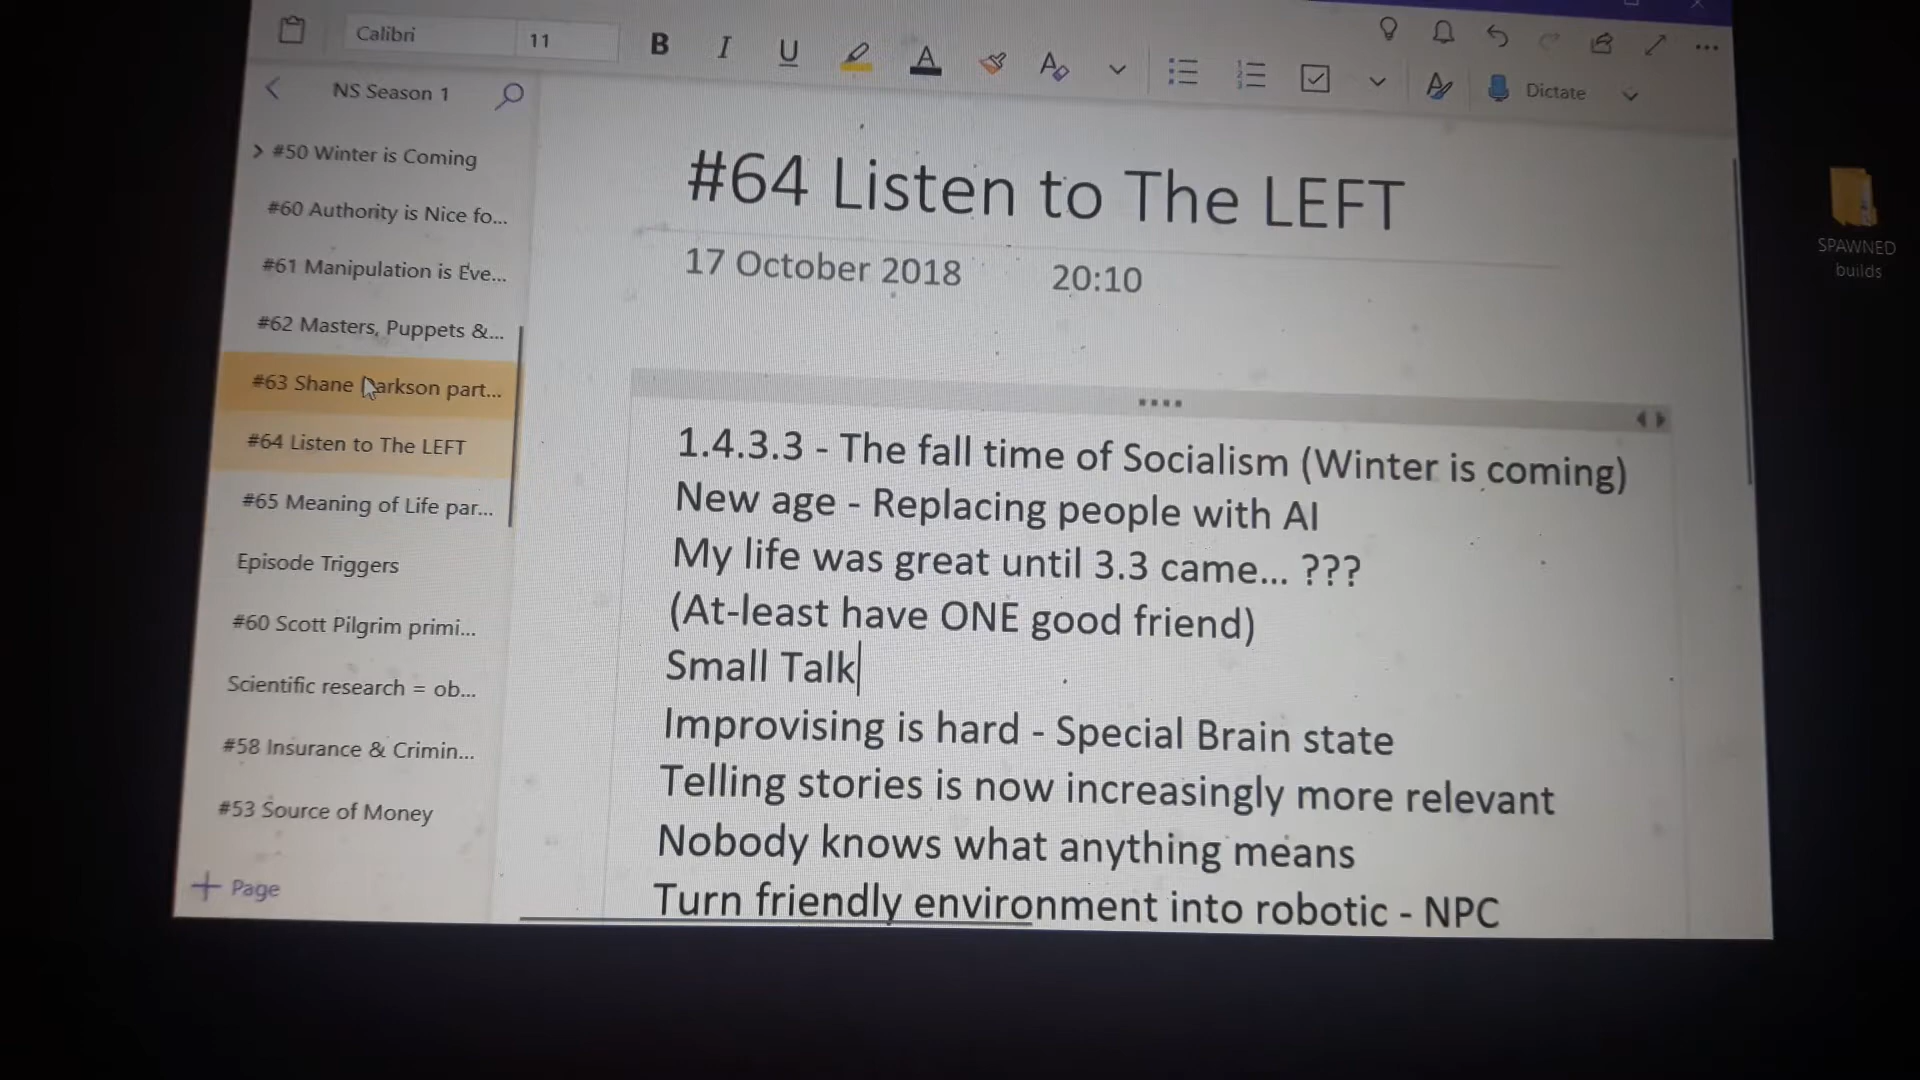 Calibri
11
B
I
U
Dictate
NS Season 1
#50 Winter is Coming
#60 Authority is Nice fo...
#61 Manipulation is Eve...
#62 Masters, Puppets &...
#63 Shane Parkson part...
#64 Listen to The LEFT
#65 Meaning of Life par...
Episode Triggers
#60 Scott Pilgrim primi...
Scientific research = ob...
#58 Insurance & Crimin...
#53 Source of Money
Page
#64 Listen to The LEFT
17 October 2018 20:10
1.4.3.3 - The fall time of Socialism (Winter is coming)
New age - Replacing people with AI
My life was great until 3.3 came... ???
(At-least have ONE good friend)
Small Talk
Improvising is hard - Special Brain state
Telling stories is now increasingly more relevant
Nobody knows what anything means
Turn friendly environment into robotic - NPC
SPAWNED
builds